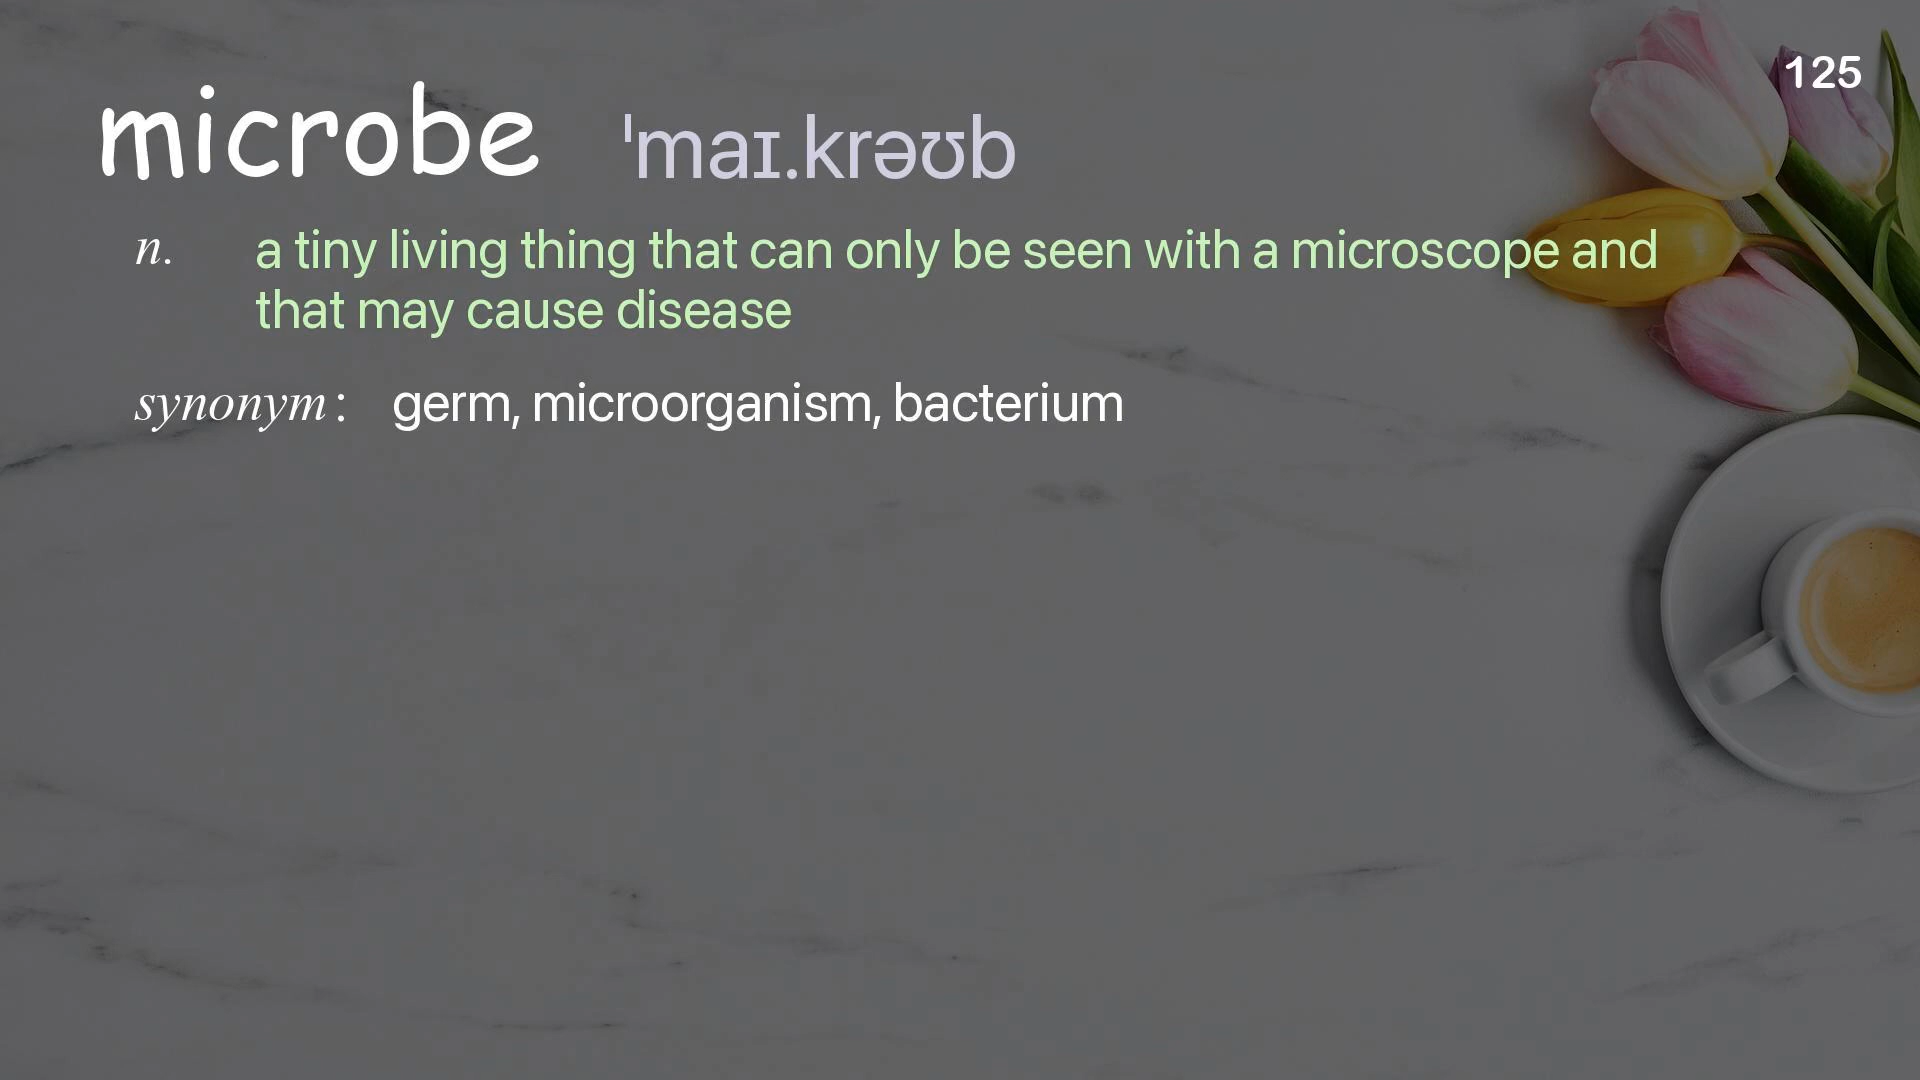 125
microbe ˈmaɪ.krəʊb
n. a tiny living thing that can only be seen with a microscope and
that may cause disease
synonym : germ, microorganism, bacterium